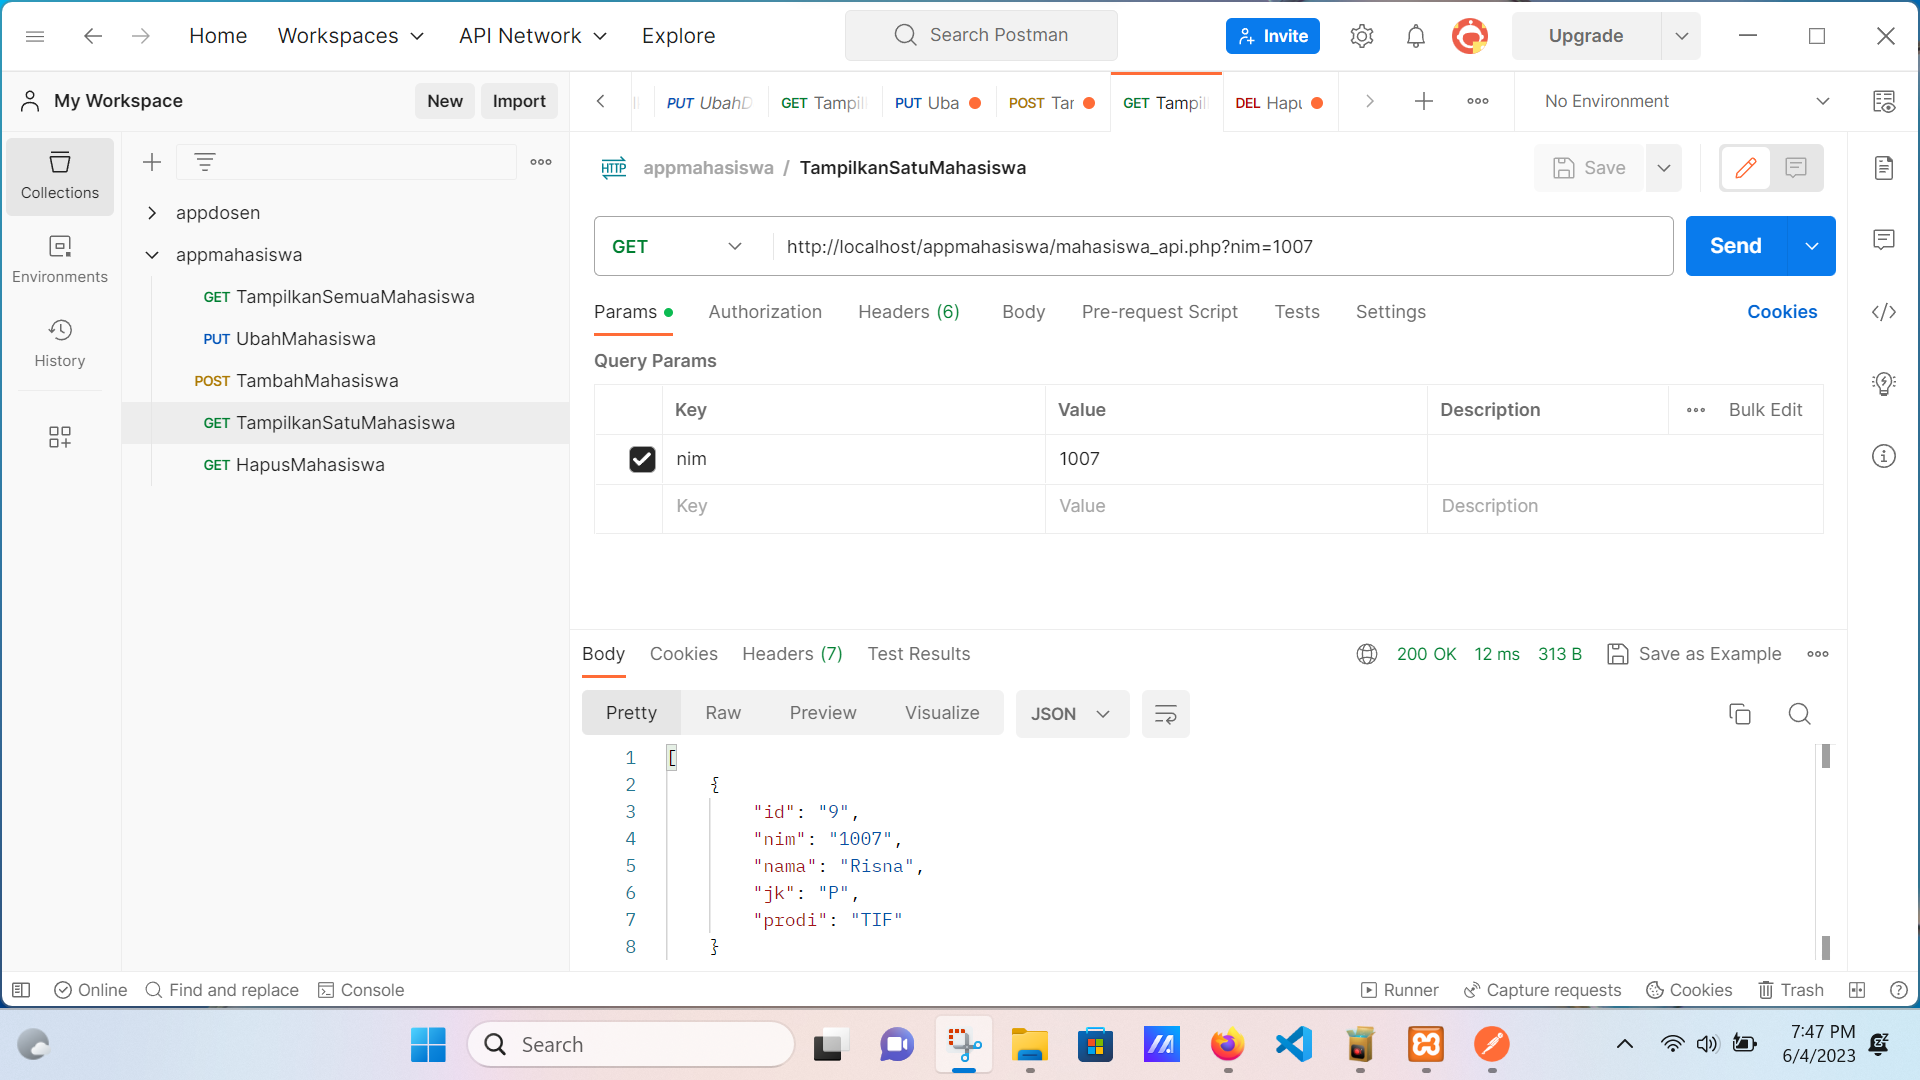 Home
Workspaces
API Network
Explore
Search Postman
Invite
Upgrade
My Workspace
New
Import
PUT UbahD
GET Tampil
PUT Uba
POST Tar
GET Tampil
DEL Hapu
No Environment
Collections
Environments
History
appdosen
appmahasiswa
GET TampilkanSemuaMahasiswa
PUT UbahMahasiswa
POST TambahMahasiswa
GET TampilkanSatuMahasiswa
GET HapusMahasiswa
HTTP appmahasiswa / TampilkanSatuMahasiswa
Save
GET
http://localhost/appmahasiswa/mahasiswa_api.php?nim=1007
Send
Params
Authorization
Headers (6)
Body
Pre-request Script
Tests
Settings
Cookies
Query Params
Key
Value
Description
Bulk Edit
nim
1007
Key
Value
Description
Body
Cookies
Headers (7)
Test Results
200 OK
12 ms
313 B
Save as Example
Pretty
Raw
Preview
Visualize
JSON
1 [
2 {
3 "id": "9",
4 "nim": "1007",
5 "nama": "Risna",
6 "jk": "P",
7 "prodi": "TIF"
8 }
Online
Find and replace
Console
Runner
Capture requests
Cookies
Trash
Search
7:47 PM
6/4/2023